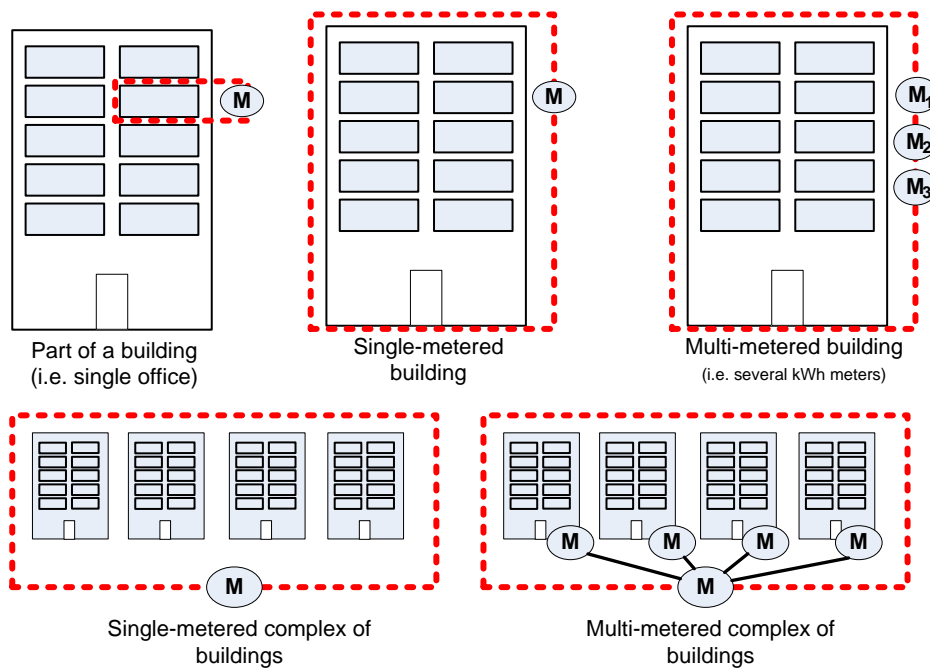 M
M
M1
M2
M3
Part of a building
(i.e. single office)
Single-metered
building
Multi-metered building
(i.e. several kWh meters)
M
M
M
M
M
M
Single-metered complex of
buildings
Multi-metered complex of
buildings